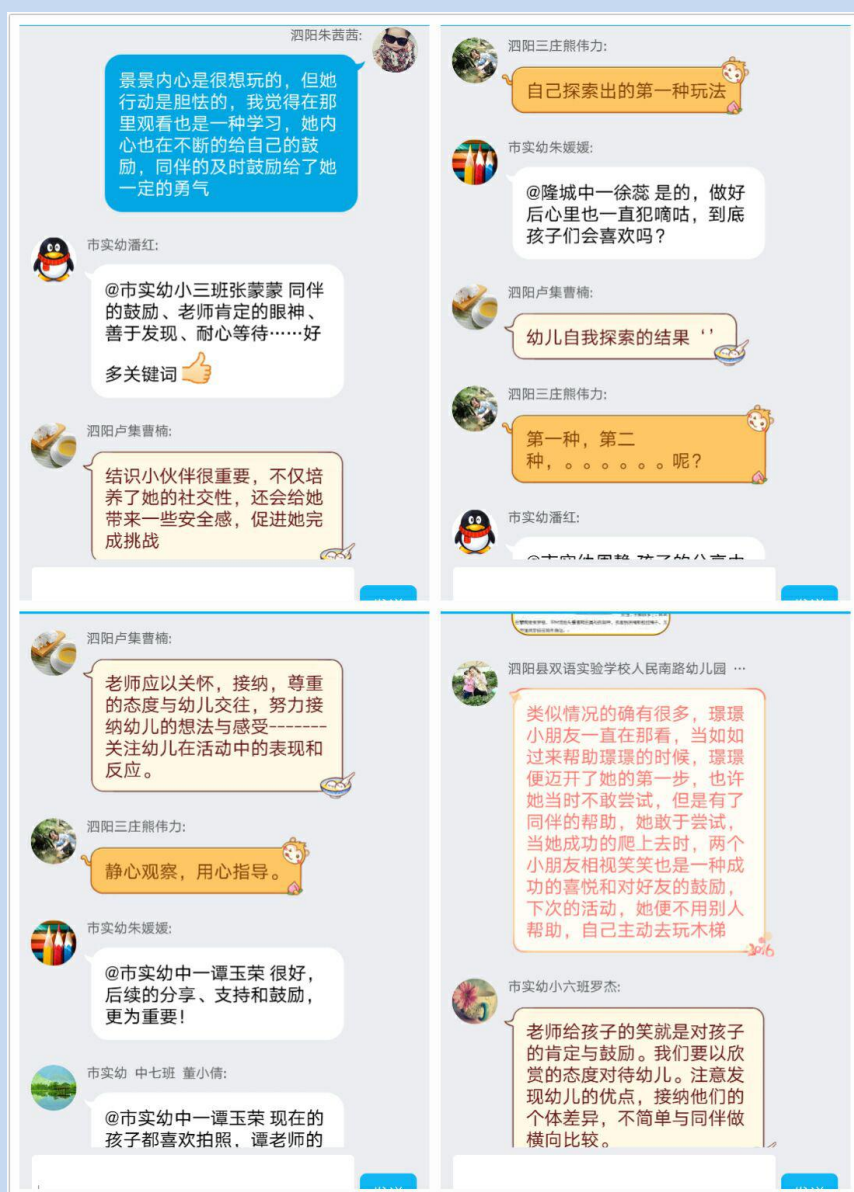 泗阳朱茜茜:
景景内心是很想玩的，但她
行动是胆怯的，我觉得在那
里观看也是一种学习，她内
心也在不断的给自己的鼓
励，同伴的及时鼓励给了她
一定的勇气
市实幼潘红:
@市实幼小三班张蒙蒙 同伴
的鼓励、老师肯定的眼神、
善于发现、耐心等待……好
多关键词
泗阳卢集曹楠:
结识小伙伴很重要，不仅培
养了她的社交性，还会给她
带来一些安全感，促进她完
成挑战
泗阳三庄熊伟力:
自己探索出的第一种玩法
市实幼朱媛媛:
@隆城中一徐蕊 是的，做好
后心里也一直犯嘀咕，到底
孩子们会喜欢吗？
泗阳卢集曹楠:
幼儿自我探索的结果‘’
泗阳三庄熊伟力:
第一种，第二
种，。。。。。。呢？
市实幼潘红:
泗阳卢集曹楠:
老师应以关怀，接纳，尊重
的态度与幼儿交往，努力接
纳幼儿的想法与感受-------
关注幼儿在活动中的表现和
反应。
泗阳三庄熊伟力:
静心观察，用心指导。
市实幼朱媛媛:
@市实幼中一谭玉荣 很好，
后续的分享、支持和鼓励，
更为重要！
市实幼 中七班 董小倩:
@市实幼中一谭玉荣 现在的
孩子都喜欢拍照，谭老师的
泗阳县双语实验学校人民南路幼儿园 …
类似情况的确有很多，璟璟
小朋友一直在那看，当如如
过来帮助璟璟的时候，璟璟
便迈开了她的第一步，也许
她当时不敢尝试，但是有了
同伴的帮助，她敢于尝试，
当她成功的爬上去时，两个
小朋友相视笑笑也是一种成
功的喜悦和对好友的鼓励，
下次的活动，她便不用别人
帮助，自己主动去玩木梯
2016
市实幼小六班罗杰:
老师给孩子的笑就是对孩子
的肯定与鼓励。我们要以欣
赏的态度对待幼儿。注意发
现幼儿的优点，接纳他们的
个体差异，不简单与同伴做
横向比较。